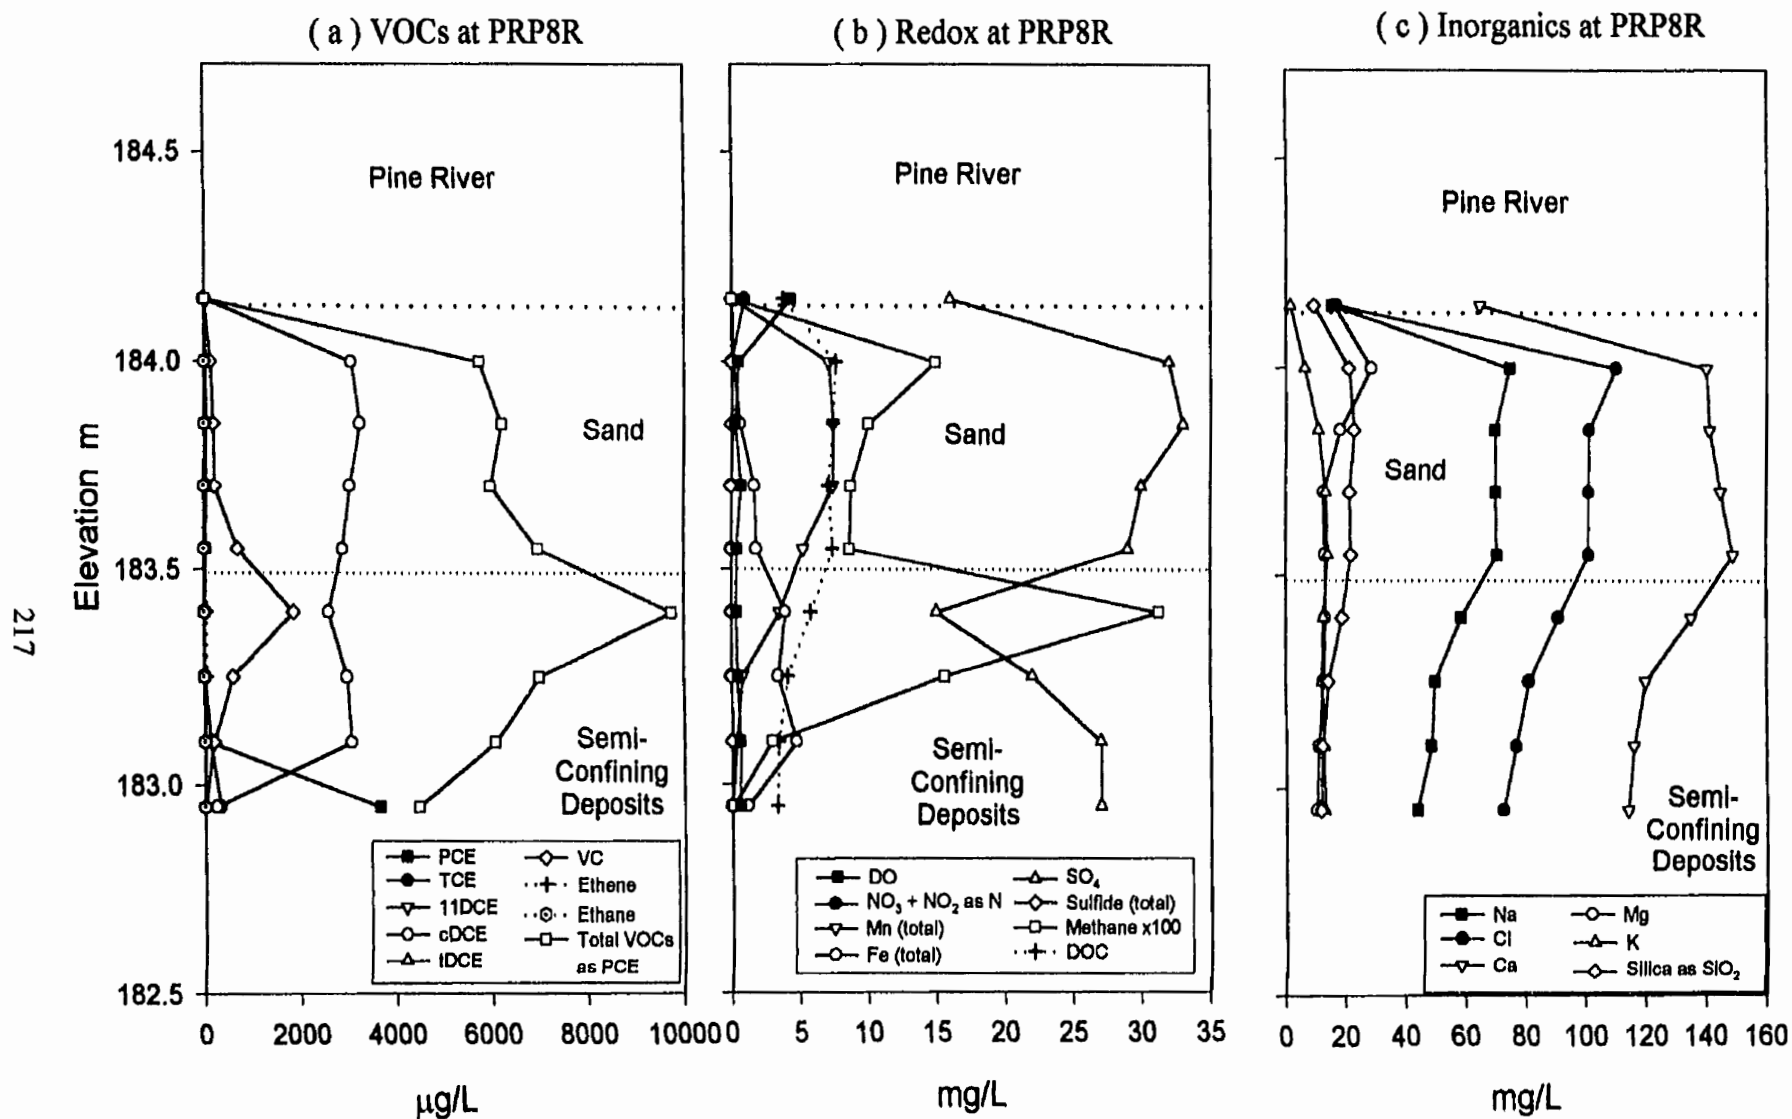 ( a ) VOCs at PRP8R
( b ) Redox at PRP8R
( c ) Inorganics at PRP8R
184.5
184.0
183.5
183.0
182.5
Elevation m
217
Pine River
Sand
Semi-
Confining
Deposits
PCE
TCE
11DCE
cDCE
tDCE
VC
Ethene
Ethane
Total VOCs
as PCE
0 2000 4000 6000 8000 10000
µg/L
Pine River
Sand
Semi-
Confining
Deposits
DO
NO3 + NO2 as N
Mn (total)
Fe (total)
SO4
Sulfide (total)
Methane x100
DOC
0 5 10 15 20 25 30 35
mg/L
Pine River
Sand
Semi-
Confining
Deposits
Na
Cl
Ca
Mg
K
Silica as SiO2
0 20 40 60 80 100 120 140 160
mg/L